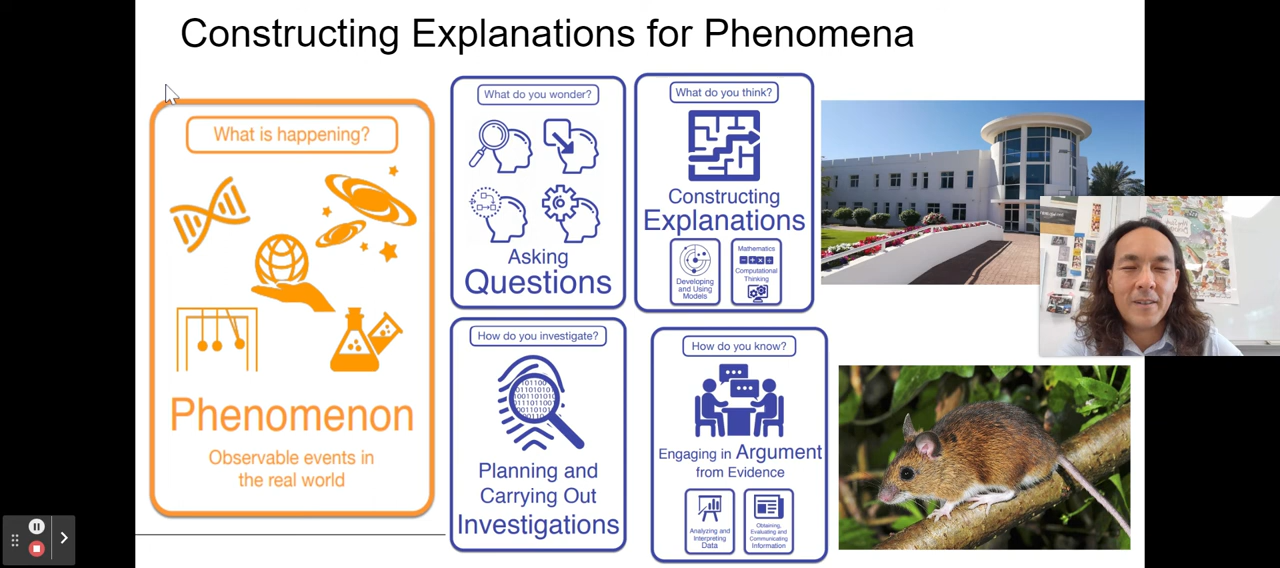 Constructing Explanations for Phenomena
What is happening?
Phenomenon
Observable events in
the real world
What do you wonder?
Asking
Questions
What do you think?
Constructing
Explanations
Developing
and Using
Models
Mathematics
Computational
Thinking
How do you investigate?
Planning and
Carrying Out
Investigations
How do you know?
Engaging in Argument
from Evidence
Analyzing and
Interpreting
Data
Obtaining,
Evaluating and
Communicating
Information